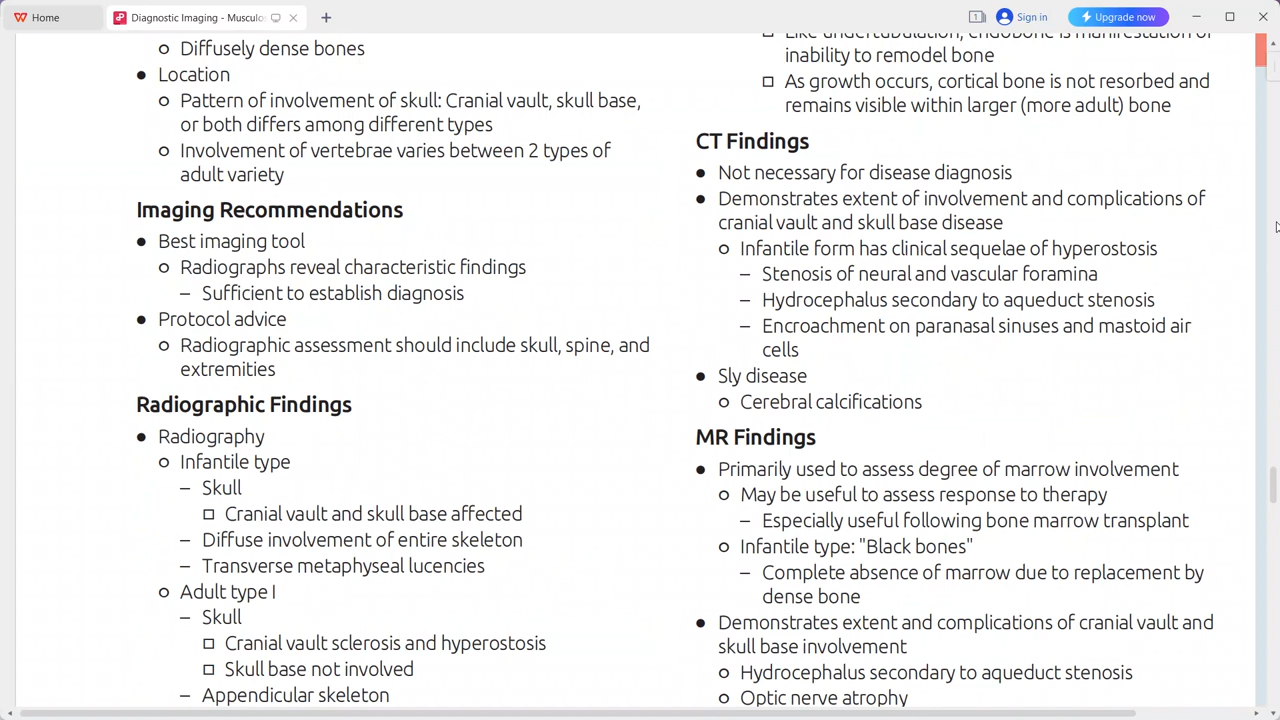 Home
Diagnostic Imaging - Musculo
1
Sign in
Upgrade now
○ Diffusely dense bones
● Location
○ Pattern of involvement of skull: Cranial vault, skull base,
or both differs among different types
○ Involvement of vertebrae varies between 2 types of
adult variety
Imaging Recommendations
● Best imaging tool
○ Radiographs reveal characteristic findings
– Sufficient to establish diagnosis
● Protocol advice
○ Radiographic assessment should include skull, spine, and
extremities
Radiographic Findings
● Radiography
○ Infantile type
– Skull
□ Cranial vault and skull base affected
– Diffuse involvement of entire skeleton
– Transverse metaphyseal lucencies
○ Adult type I
– Skull
□ Cranial vault sclerosis and hyperostosis
□ Skull base not involved
– Appendicular skeleton
□ Like undertubulation, endobone is manifestation of
inability to remodel bone
□ As growth occurs, cortical bone is not resorbed and
remains visible within larger (more adult) bone
CT Findings
● Not necessary for disease diagnosis
● Demonstrates extent of involvement and complications of
cranial vault and skull base disease
○ Infantile form has clinical sequelae of hyperostosis
– Stenosis of neural and vascular foramina
– Hydrocephalus secondary to aqueduct stenosis
– Encroachment on paranasal sinuses and mastoid air
cells
● Sly disease
○ Cerebral calcifications
MR Findings
● Primarily used to assess degree of marrow involvement
○ May be useful to assess response to therapy
– Especially useful following bone marrow transplant
○ Infantile type: "Black bones"
– Complete absence of marrow due to replacement by
dense bone
● Demonstrates extent and complications of cranial vault and
skull base involvement
○ Hydrocephalus secondary to aqueduct stenosis
○ Optic nerve atrophy